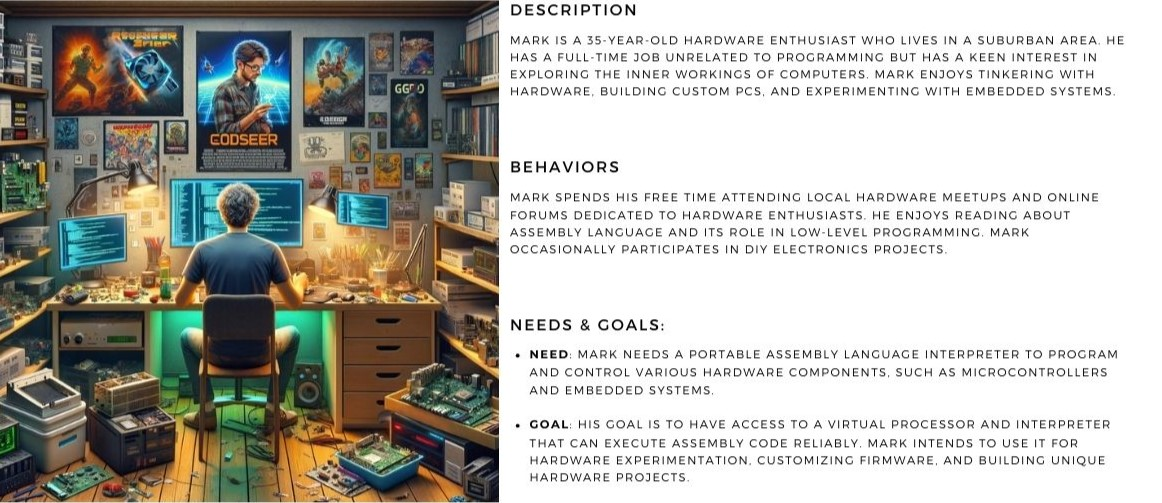 CODSEER
DESCRIPTION
MARK IS A 35-YEAR-OLD HARDWARE ENTHUSIAST WHO LIVES IN A SUBURBAN AREA. HE
HAS A FULL-TIME JOB UNRELATED TO PROGRAMMING BUT HAS A KEEN INTEREST IN
EXPLORING THE INNER WORKINGS OF COMPUTERS. MARK ENJOYS TINKERING WITH
HARDWARE, BUILDING CUSTOM PCS, AND EXPERIMENTING WITH EMBEDDED SYSTEMS.
BEHAVIORS
MARK SPENDS HIS FREE TIME ATTENDING LOCAL HARDWARE MEETUPS AND ONLINE
FORUMS DEDICATED TO HARDWARE ENTHUSIASTS. HE ENJOYS READING ABOUT
ASSEMBLY LANGUAGE AND ITS ROLE IN LOW-LEVEL PROGRAMMING. MARK
OCCASIONALLY PARTICIPATES IN DIY ELECTRONICS PROJECTS.
NEEDS & GOALS:
• NEED: MARK NEEDS A PORTABLE ASSEMBLY LANGUAGE INTERPRETER TO PROGRAM
AND CONTROL VARIOUS HARDWARE COMPONENTS, SUCH AS MICROCONTROLLERS
AND EMBEDDED SYSTEMS.
• GOAL: HIS GOAL IS TO HAVE ACCESS TO A VIRTUAL PROCESSOR AND INTERPRETER
THAT CAN EXECUTE ASSEMBLY CODE RELIABLY. MARK INTENDS TO USE IT FOR
HARDWARE EXPERIMENTATION, CUSTOMIZING FIRMWARE, AND BUILDING UNIQUE
HARDWARE PROJECTS.